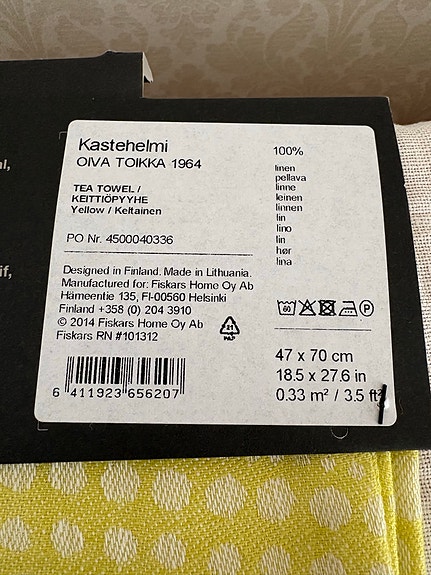 Kastehelmi
OIVA TOIKKA 1964
TEA TOWEL /
KEITTIÖPYYHE
Yellow / Keltainen
PO Nr. 4500040336
Designed in Finland. Made in Lithuania.
Manufactured for: Fiskars Home Oy Ab
Hämeentie 135, FI-00560 Helsinki
Finland +358 (0) 204 3910
© 2014 Fiskars Home Oy Ab
Fiskars RN #101312
21
PAP
6 411923 656207
100%
linen
pellava
linne
leinen
linnen
lin
lino
lin
hør
lina
60
P
47 x 70 cm
18.5 x 27.6 in
0.33 m² / 3.5 ft²